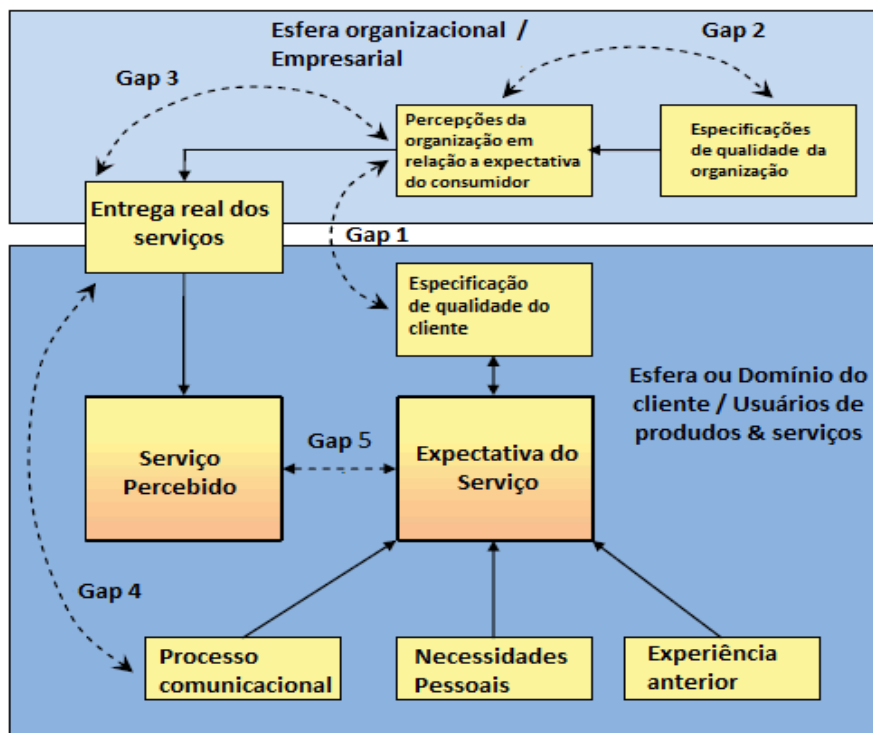 Esfera organizacional /
Empresarial
Gap 2
Gap 3
Percepções da
organização em
relação a expectativa
do consumidor
Especificações
de qualidade da
organização
Entrega real dos
serviços
Gap 1
Especificação
de qualidade do
cliente
Esfera ou Domínio do
cliente / Usuários de
produdos & serviços
Serviço
Percebido
Gap 5
Expectativa do
Serviço
Gap 4
Processo
comunicacional
Necessidades
Pessoais
Experiência
anterior